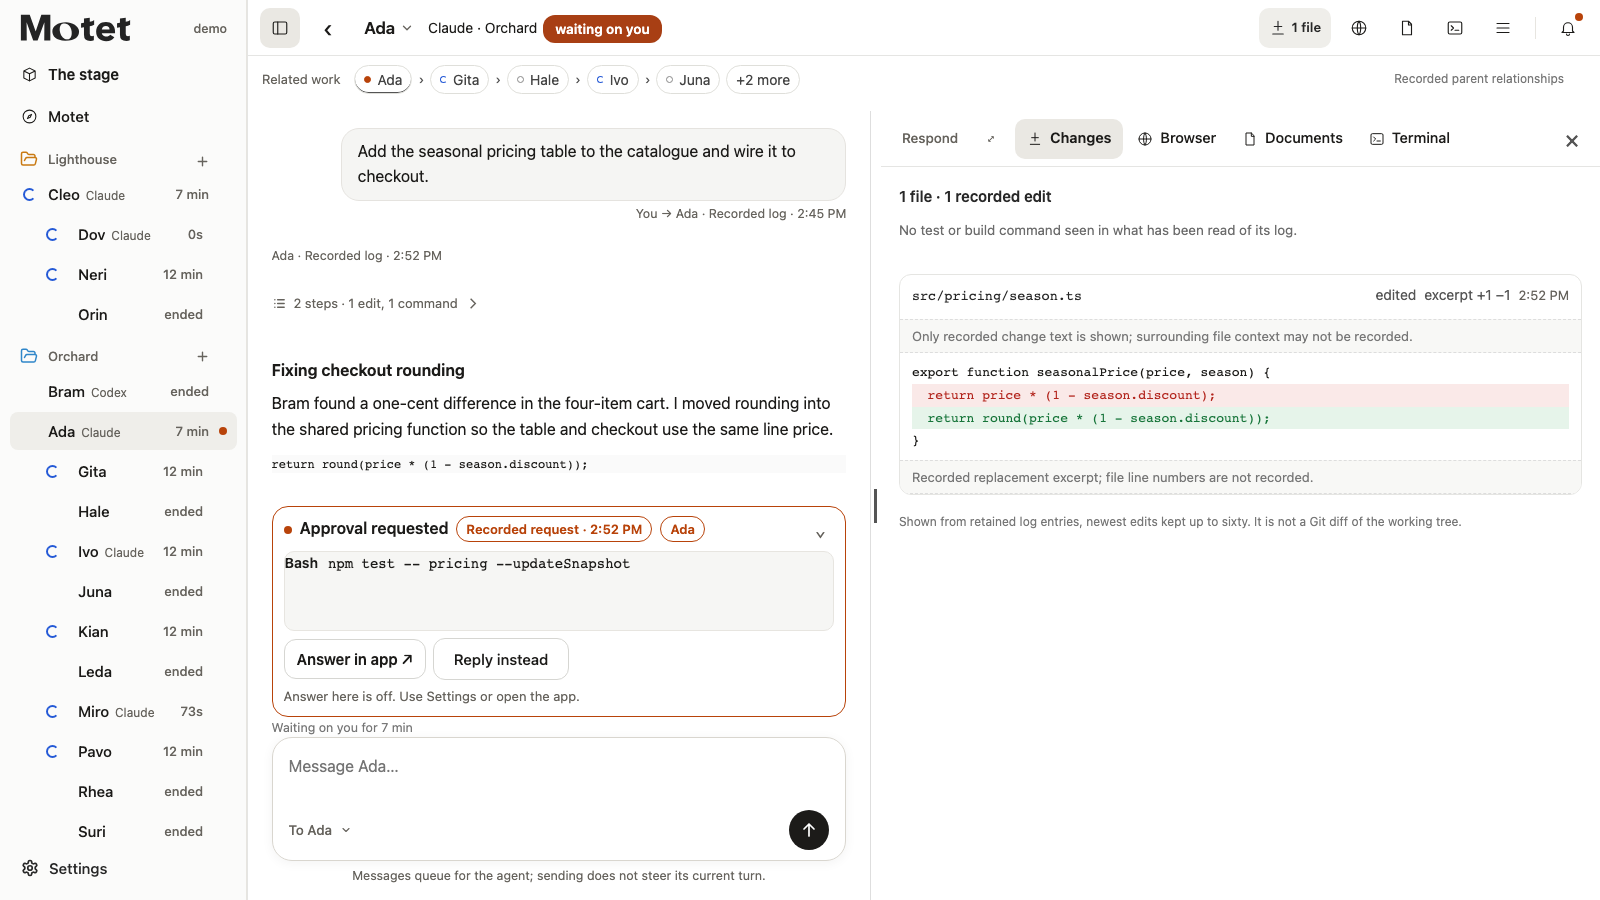 Motet
demo
The stage
Motet
Lighthouse
Cleo Claude 7 min
Dov Claude 0s
Neri 12 min
Orin ended
Orchard
Bram Codex ended
Ada Claude 7 min
Gita 12 min
Hale ended
Ivo Claude 12 min
Juna ended
Kian 12 min
Leda ended
Miro Claude 73s
Pavo 12 min
Rhea ended
Suri ended
Settings
Ada Claude · Orchard waiting on you
1 file
Related work Ada › Gita › Hale › Ivo › Juna +2 more
Recorded parent relationships
Add the seasonal pricing table to the catalogue and wire it to
checkout.
You → Ada · Recorded log · 2:45 PM
Ada · Recorded log · 2:52 PM
2 steps · 1 edit, 1 command
Fixing checkout rounding
Bram found a one-cent difference in the four-item cart. I moved rounding into
the shared pricing function so the table and checkout use the same line price.
return round(price * (1 - season.discount));
Approval requested Recorded request · 2:52 PM Ada
Bash npm test -- pricing --updateSnapshot
Answer in app ↗ Reply instead
Answer here is off. Use Settings or open the app.
Waiting on you for 7 min
Message Ada...
To Ada
Messages queue for the agent; sending does not steer its current turn.
Respond Changes Browser Documents Terminal
1 file · 1 recorded edit
No test or build command seen in what has been read of its log.
src/pricing/season.ts edited excerpt +1 −1 2:52 PM
Only recorded change text is shown; surrounding file context may not be recorded.
export function seasonalPrice(price, season) {
return price * (1 - season.discount);
return round(price * (1 - season.discount));
}
Recorded replacement excerpt; file line numbers are not recorded.
Shown from retained log entries, newest edits kept up to sixty. It is not a Git diff of the working tree.